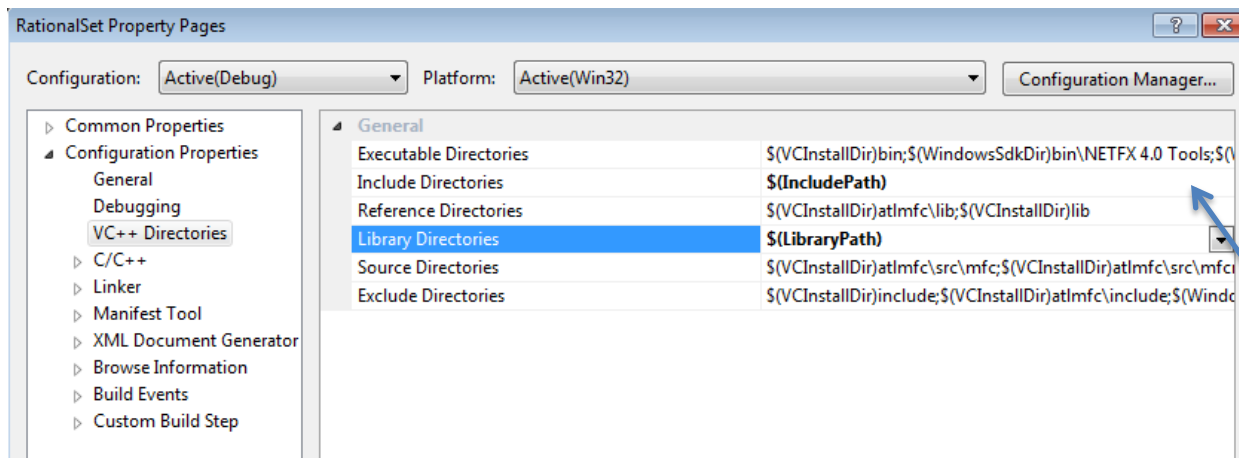 RationalSet Property Pages
Configuration: Active(Debug) Platform: Active(Win32) Configuration Manager...
Common Properties
Configuration Properties
General
Debugging
VC++ Directories
C/C++
Linker
Manifest Tool
XML Document Generator
Browse Information
Build Events
Custom Build Step
General
Executable Directories $(VCInstallDir)bin;$(WindowsSdkDir)bin\NETFX 4.0 Tools;$(
Include Directories $(IncludePath)
Reference Directories $(VCInstallDir)atlmfc\lib;$(VCInstallDir)lib
Library Directories $(LibraryPath)
Source Directories $(VCInstallDir)atlmfc\src\mfc;$(VCInstallDir)atlmfc\src\mfc
Exclude Directories $(VCInstallDir)include;$(VCInstallDir)atlmfc\include;$(Wind